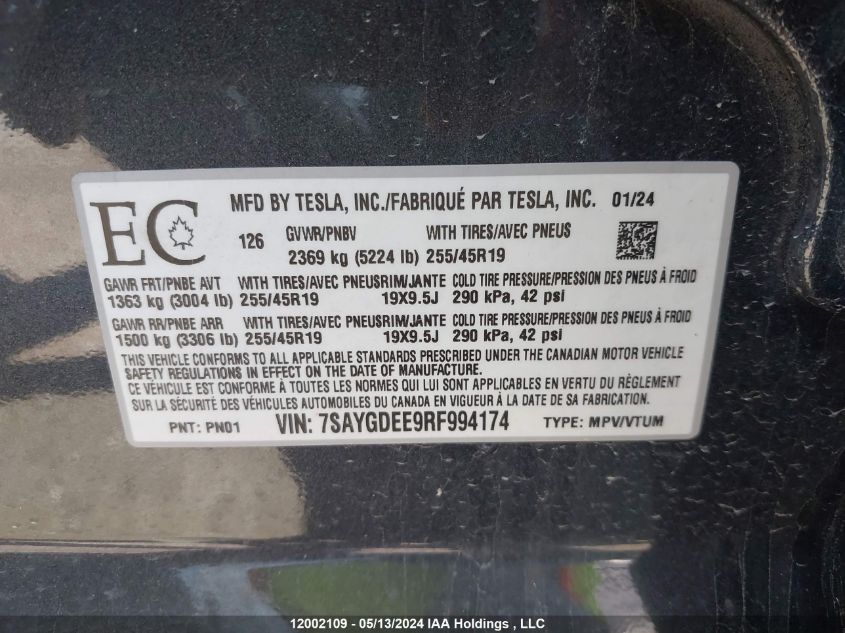 EC
MFD BY TESLA, INC./FABRIQUÉ PAR TESLA, INC. 01/24
126 GVWR/PNBV WITH TIRES/AVEC PNEUS
2369 kg (5224 lb) 255/45R19
GAWR FRT/PNBE AVT WITH TIRES/AVEC PNEUS RIM/JANTE COLD TIRE PRESSURE/PRESSION DES PNEUS À FROID
1363 kg (3004 lb) 255/45R19 19X9.5J 290 kPa, 42 psi
GAWR RR/PNBE ARR WITH TIRES/AVEC PNEUS RIM/JANTE COLD TIRE PRESSURE/PRESSION DES PNEUS À FROID
1500 kg (3306 lb) 255/45R19 19X9.5J 290 kPa, 42 psi
THIS VEHICLE CONFORMS TO ALL APPLICABLE STANDARDS PRESCRIBED UNDER THE CANADIAN MOTOR VEHICLE
SAFETY REGULATIONS IN EFFECT ON THE DATE OF MANUFACTURE.
CE VÉHICULE EST CONFORME À TOUTES LES NORMES QUI LUI SONT APPLICABLES EN VERTU DU RÈGLEMENT
SUR LA SÉCURITÉ DES VÉHICULES AUTOMOBILES DU CANADA EN VIGUEUR À LA DATE DE SA FABRICATION.
PNT: PN01 VIN: 7SAYGDEE9RF994174 TYPE: MPV/VTUM
12002109 - 05/13/2024 IAA Holdings , LLC